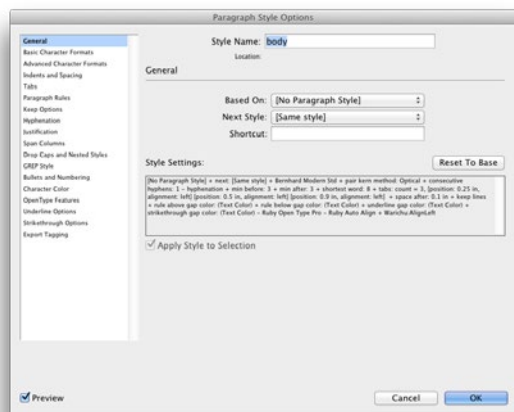 Paragraph Style Options
General
Basic Character Formats
Advanced Character Formats
Indents and Spacing
Tabs
Paragraph Rules
Keep Options
Hyphenation
Justification
Span Columns
Drop Caps and Nested Styles
GREP Style
Bullets and Numbering
Character Color
OpenType Features
Underline Options
Strikethrough Options
Export Tagging
Style Name: body
Location:
General
Based On: [No Paragraph Style]
Next Style: [Same style]
Shortcut:
Style Settings:
Reset To Base
[No Paragraph Style] + next: [Same style] + Bernhard Modern Std + pair kern method: Optical + consecutive
hyphens: 1 - hyphenation + min before: 3 + min after: 3 + shortest word: 8 + tabs: count = 3, [position: 0.25 in,
alignment: left] [position: 0.5 in, alignment: left] [position: 0.9 in, alignment: left] + space after: 0.1 in + keep lines
+ rule above gap color: (Text Color) + rule below gap color: (Text Color) + underline gap color: (Text Color) +
strikethrough gap color: (Text Color) - Ruby Open Type Pro - Ruby Auto Align + Warichu AlignLeft
Apply Style to Selection
Preview
Cancel
OK